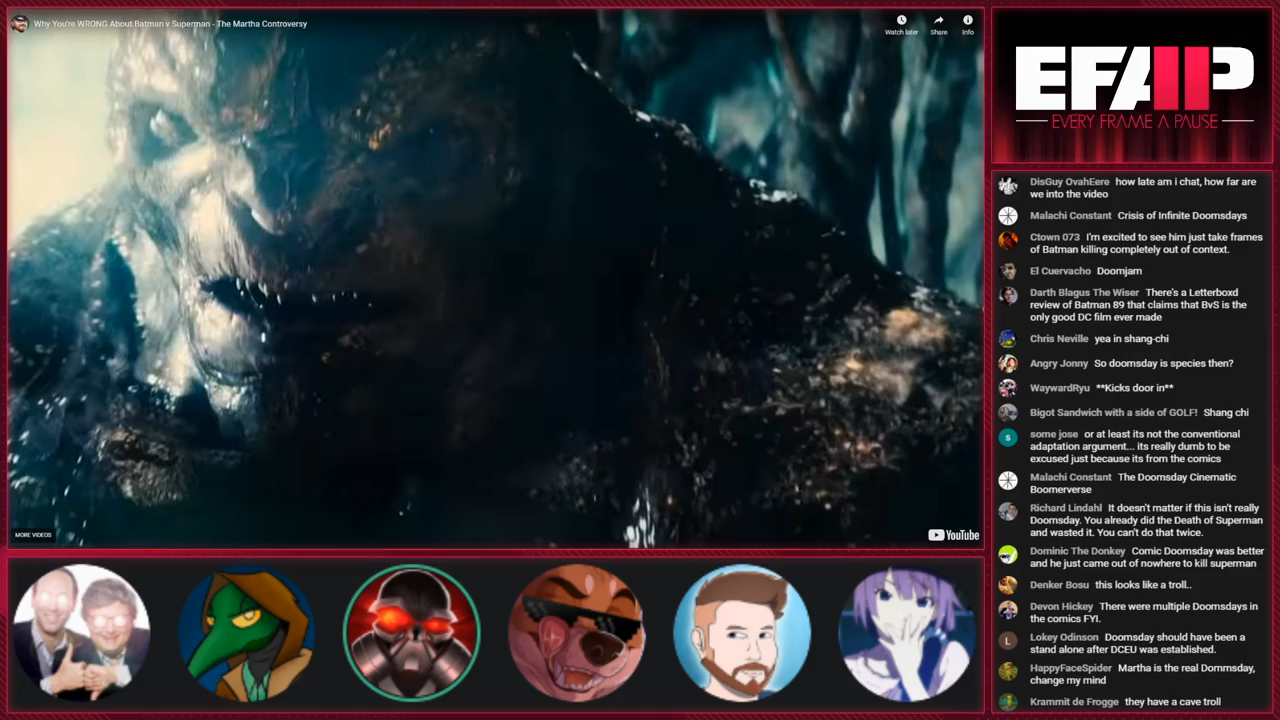 Why You're WRONG About Batman v Superman - The Martha Controversy
Watch later
Share
Info
MORE VIDEOS
YouTube
EFAP
EVERY FRAME A PAUSE
DisGuy OvahEere how late am i chat, how far are
we into the video
Malachi Constant Crisis of Infinite Doomsdays
Ctown 073 I'm excited to see him just take frames
of Batman killing completely out of context.
El Cuervacho Doomjam
Darth Blagus The Wiser There's a Letterboxd
review of Batman 89 that claims that BvS is the
only good DC film ever made
Chris Neville yea in shang-chi
Angry Jonny So doomsday is species then?
WaywardRyu **Kicks door in**
Bigot Sandwich with a side of GOLF! Shang chi
S
some jose or at least its not the conventional
adaptation argument... its really dumb to be
excused just because its from the comics
Malachi Constant The Doomsday Cinematic
Boomerverse
Richard Lindahl It doesn't matter if this isn't really
Doomsday. You already did the Death of Superman
and wasted it. You can't do that twice.
Dominic The Donkey Comic Doomsday was better
and he just came out of nowhere to kill superman
Denker Bosu this looks like a troll..
Devon Hickey There were multiple Doomsdays in
the comics FYI.
L
Lokey Odinson Doomsday should have been a
stand alone after DCEU was established.
HappyFaceSpider Martha is the real Dommsday,
change my mind
Krammit de Frogge they have a cave troll